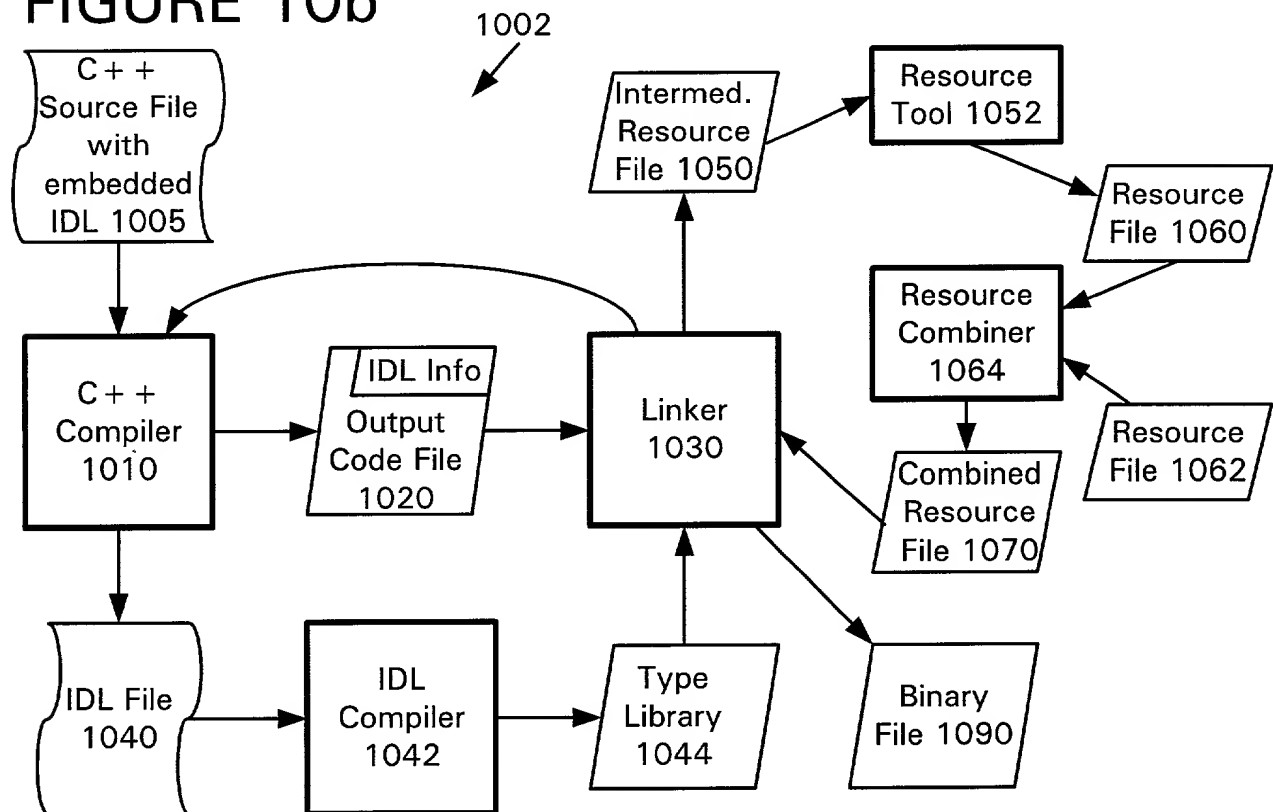 FIGURE 10b
1002
C++
Source File
with
embedded
IDL 1005
Intermed.
Resource
File 1050
Resource
Tool 1052
Resource
File 1060
Resource
Combiner
1064
C++
Compiler
1010
IDL Info
Output
Code File
1020
Linker
1030
Resource
File 1062
Combined
Resource
File 1070
IDL File
1040
IDL
Compiler
1042
Type
Library
1044
Binary
File 1090